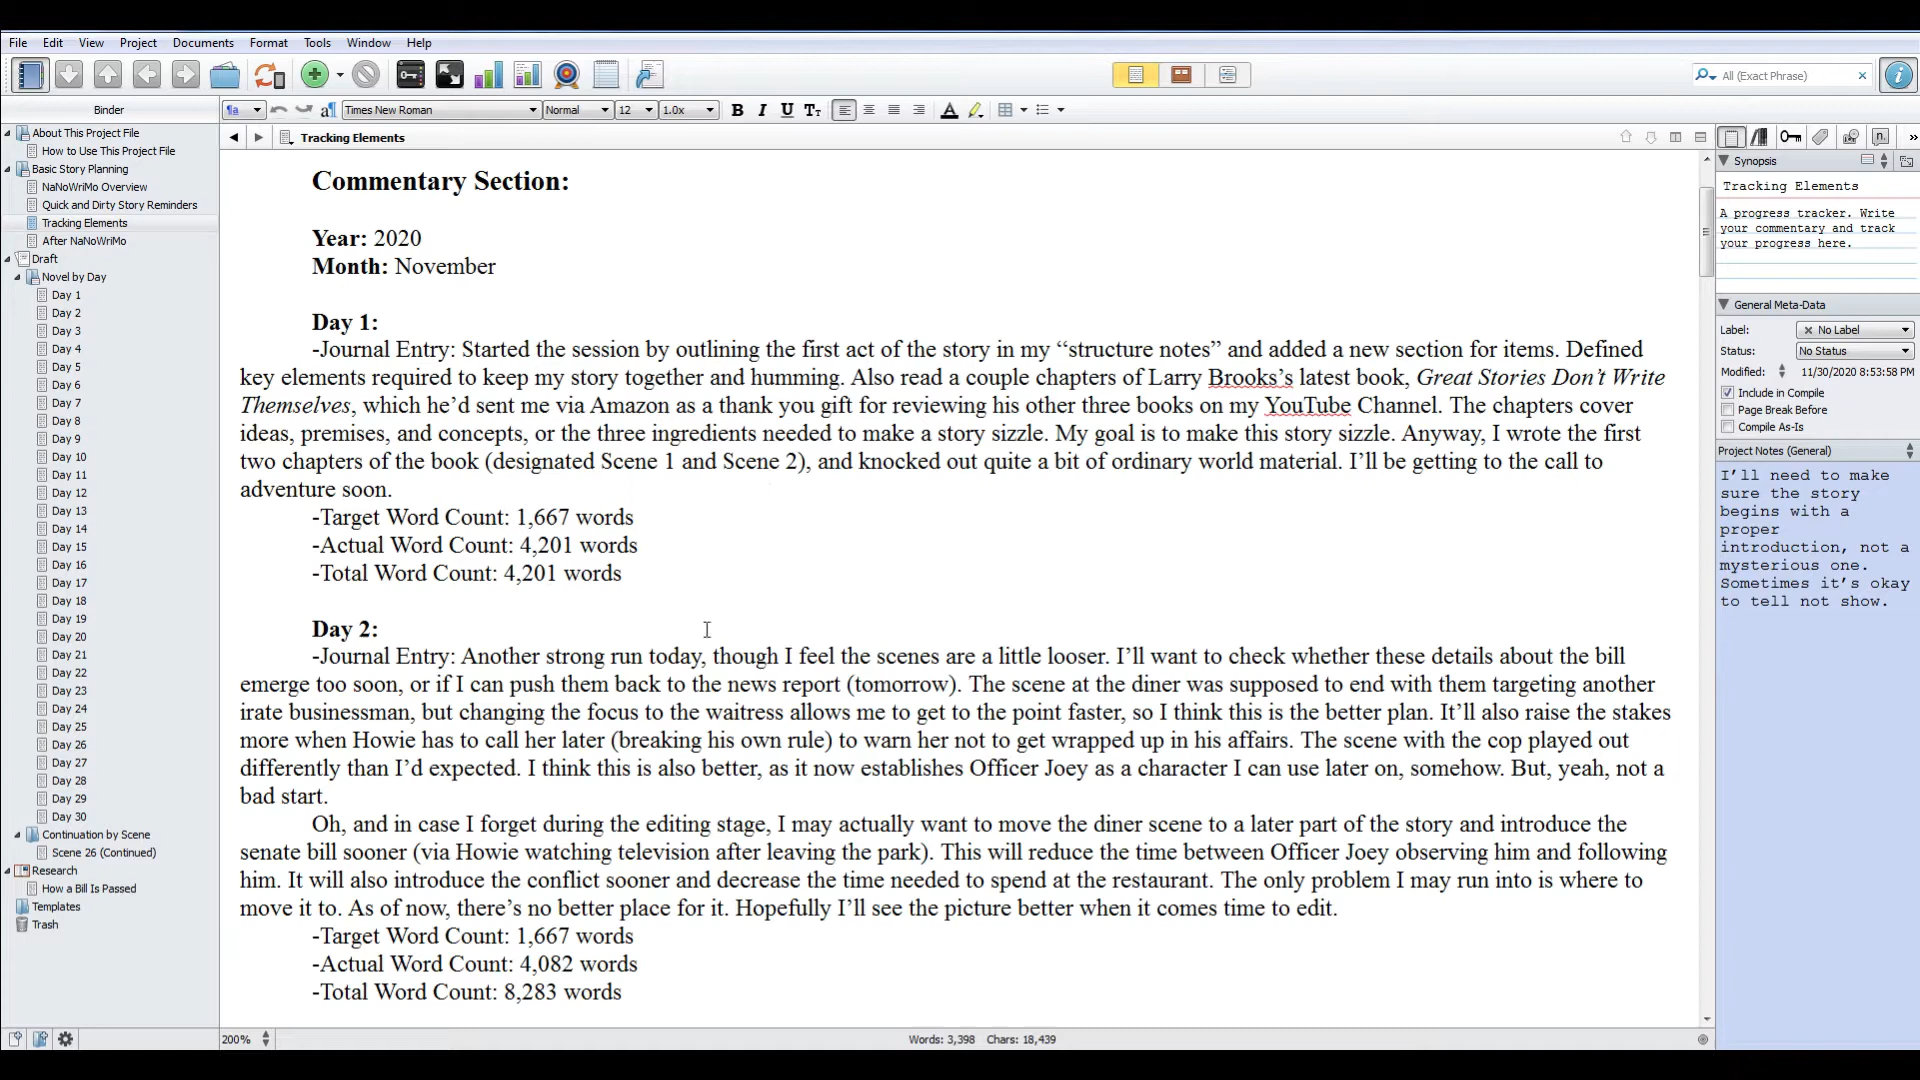 File Edit View Project Documents Format Tools Window Help
All (Exact Phrase)
Binder
Times New Roman Normal 12 1.0x B I U
Tracking Elements
About This Project File
How to Use This Project File
Basic Story Planning
NaNoWriMo Overview
Quick and Dirty Story Reminders
Tracking Elements
After NaNoWriMo
Draft
Novel by Day
Day 1
Day 2
Day 3
Day 4
Day 5
Day 6
Day 7
Day 8
Day 9
Day 10
Day 11
Day 12
Day 13
Day 14
Day 15
Day 16
Day 17
Day 18
Day 19
Day 20
Day 21
Day 22
Day 23
Day 24
Day 25
Day 26
Day 27
Day 28
Day 29
Day 30
Continuation by Scene
Scene 26 (Continued)
Research
How a Bill Is Passed
Templates
Trash
Commentary Section:
Year: 2020
Month: November
Day 1:
-Journal Entry: Started the session by outlining the first act of the story in my “structure notes” and added a new section for items. Defined
key elements required to keep my story together and humming. Also read a couple chapters of Larry Brooks’s latest book, Great Stories Don’t Write
Themselves, which he’d sent me via Amazon as a thank you gift for reviewing his other three books on my YouTube Channel. The chapters cover
ideas, premises, and concepts, or the three ingredients needed to make a story sizzle. My goal is to make this story sizzle. Anyway, I wrote the first
two chapters of the book (designated Scene 1 and Scene 2), and knocked out quite a bit of ordinary world material. I’ll be getting to the call to
adventure soon.
-Target Word Count: 1,667 words
-Actual Word Count: 4,201 words
-Total Word Count: 4,201 words
Day 2:
-Journal Entry: Another strong run today, though I feel the scenes are a little looser. I’ll want to check whether these details about the bill
emerge too soon, or if I can push them back to the news report (tomorrow). The scene at the diner was supposed to end with them targeting another
irate businessman, but changing the focus to the waitress allows me to get to the point faster, so I think this is the better plan. It’ll also raise the stakes
more when Howie has to call her later (breaking his own rule) to warn her not to get wrapped up in his affairs. The scene with the cop played out
differently than I’d expected. I think this is also better, as it now establishes Officer Joey as a character I can use later on, somehow. But, yeah, not a
bad start.
Oh, and in case I forget during the editing stage, I may actually want to move the diner scene to a later part of the story and introduce the
senate bill sooner (via Howie watching television after leaving the park). This will reduce the time between Officer Joey observing him and following
him. It will also introduce the conflict sooner and decrease the time needed to spend at the restaurant. The only problem I may run into is where to
move it to. As of now, there’s no better place for it. Hopefully I’ll see the picture better when it comes time to edit.
-Target Word Count: 1,667 words
-Actual Word Count: 4,082 words
-Total Word Count: 8,283 words
200%
Words: 3,398 Chars: 18,439
Synopsis
Tracking Elements
A progress tracker. Write
your commentary and track
your progress here.
General Meta-Data
Label: No Label
Status: No Status
Modified: 11/30/2020 8:53:58 PM
Include in Compile
Page Break Before
Compile As-Is
Project Notes (General)
I’ll need to make
sure the story
begins with a
proper
introduction, not a
mysterious one.
Sometimes it’s okay
to tell not show.